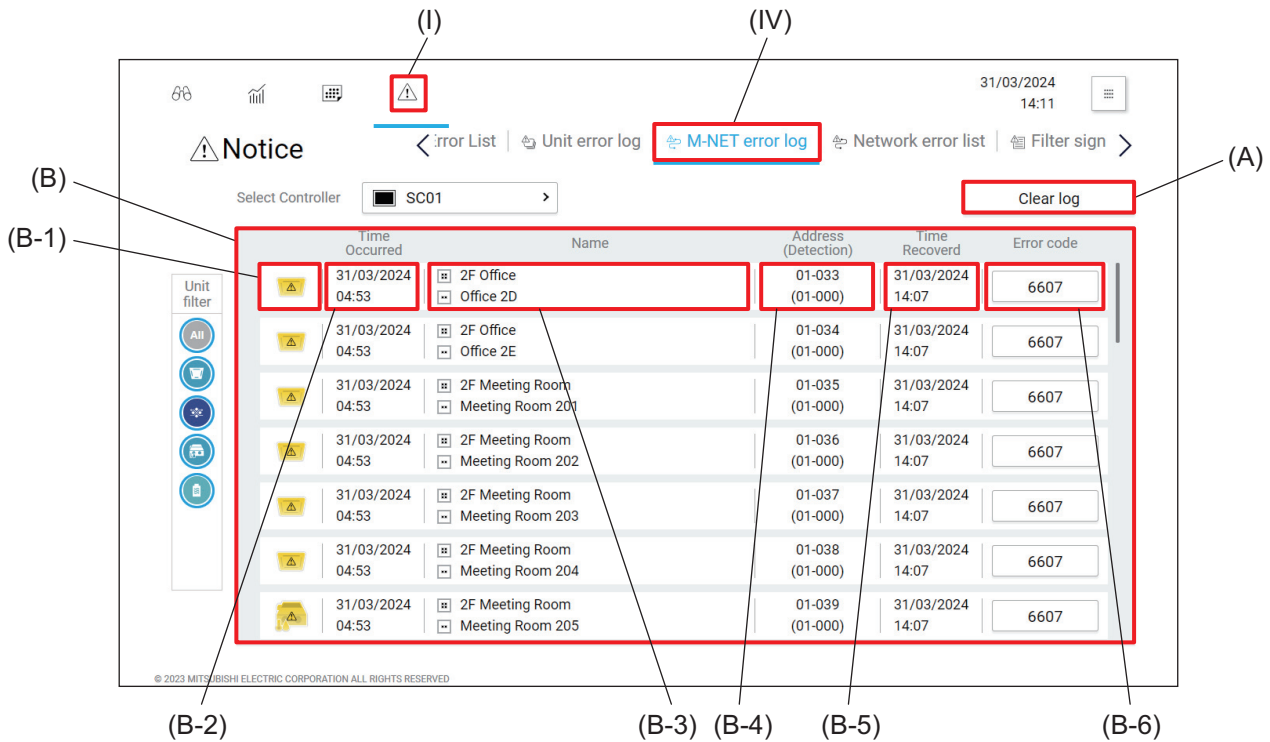 (I)
(IV)
31/03/2024
14:11
Notice
rror List
Unit error log
M-NET error log
Network error list
Filter sign
(A)
(B)
Select Controller
SC01
Clear log
(B-1)
Time Occurred
Name
Address (Detection)
Time Recoverd
Error code
Unit filter
All
31/03/2024 04:53
2F Office
Office 2D
01-033
(01-000)
31/03/2024 14:07
6607
31/03/2024 04:53
2F Office
Office 2E
01-034
(01-000)
31/03/2024 14:07
6607
31/03/2024 04:53
2F Meeting Room
Meeting Room 201
01-035
(01-000)
31/03/2024 14:07
6607
31/03/2024 04:53
2F Meeting Room
Meeting Room 202
01-036
(01-000)
31/03/2024 14:07
6607
31/03/2024 04:53
2F Meeting Room
Meeting Room 203
01-037
(01-000)
31/03/2024 14:07
6607
31/03/2024 04:53
2F Meeting Room
Meeting Room 204
01-038
(01-000)
31/03/2024 14:07
6607
31/03/2024 04:53
2F Meeting Room
Meeting Room 205
01-039
(01-000)
31/03/2024 14:07
6607
© 2023 MITSUBISHI ELECTRIC CORPORATION ALL RIGHTS RESERVED
(B-2)
(B-3)
(B-4)
(B-5)
(B-6)